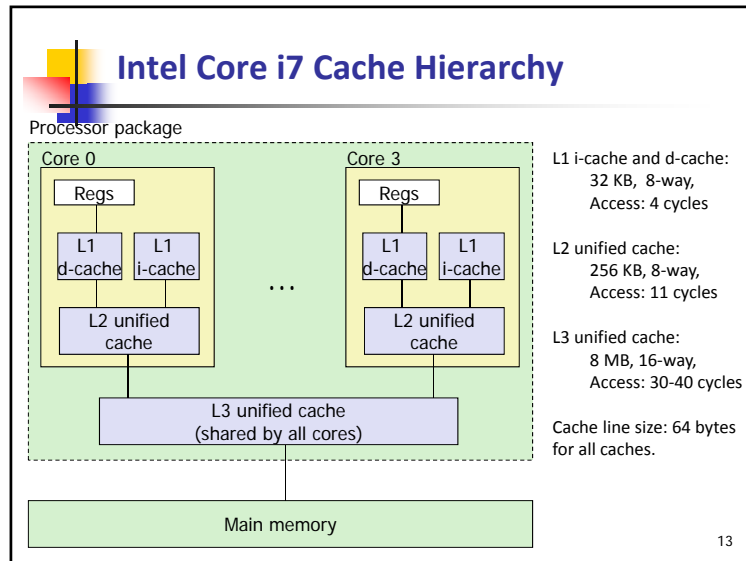 Intel Core i7 Cache Hierarchy
Processor package
Core 0
Regs
L1
d-cache
L1
i-cache
L2 unified
cache
...
Core 3
Regs
L1
d-cache
L1
i-cache
L2 unified
cache
L3 unified cache
(shared by all cores)
Main memory
L1 i-cache and d-cache:
32 KB, 8-way,
Access: 4 cycles
L2 unified cache:
256 KB, 8-way,
Access: 11 cycles
L3 unified cache:
8 MB, 16-way,
Access: 30-40 cycles
Cache line size: 64 bytes
for all caches.
13